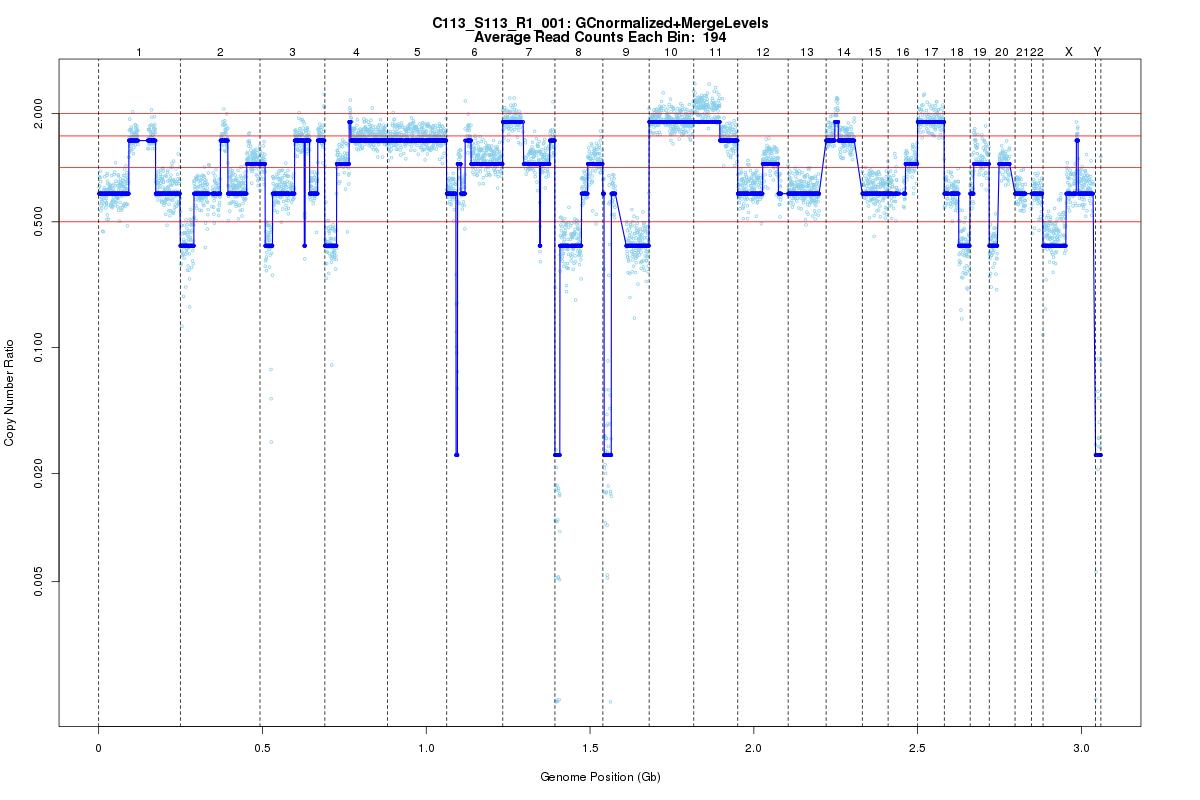 C113_S113_R1_001: GCnormalized+MergeLevels
Average Read Counts Each Bin: 194
1 2 3 4 5 6 7 8 9 10 11 12 13 14 15 16 17 18 19 20 21 22 X Y
2.000
0.500
0.100
0.020
0.005
Copy Number Ratio
0 0.5 1.0 1.5 2.0 2.5 3.0
Genome Position (Gb)